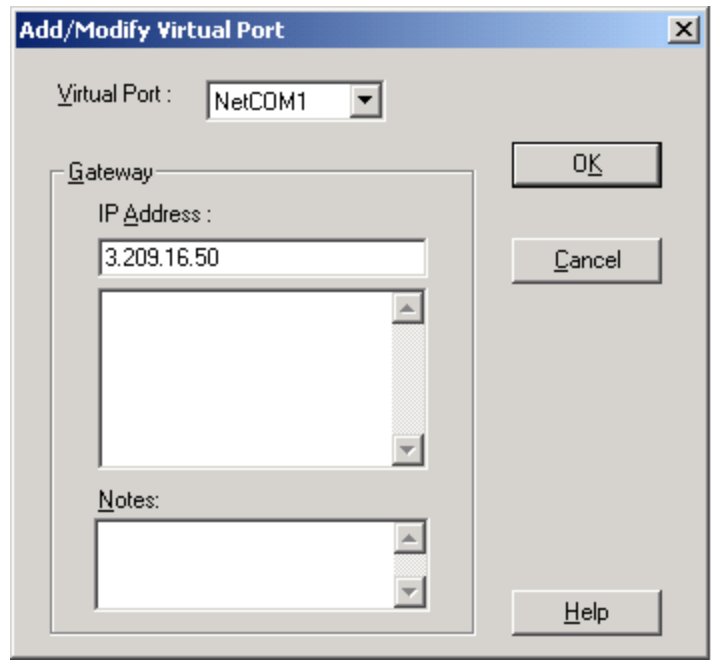 Add/Modify Virtual Port
Virtual Port :
NetCOM1
Gateway
OK
IP Address :
3.209.16.50
Cancel
Notes:
Help